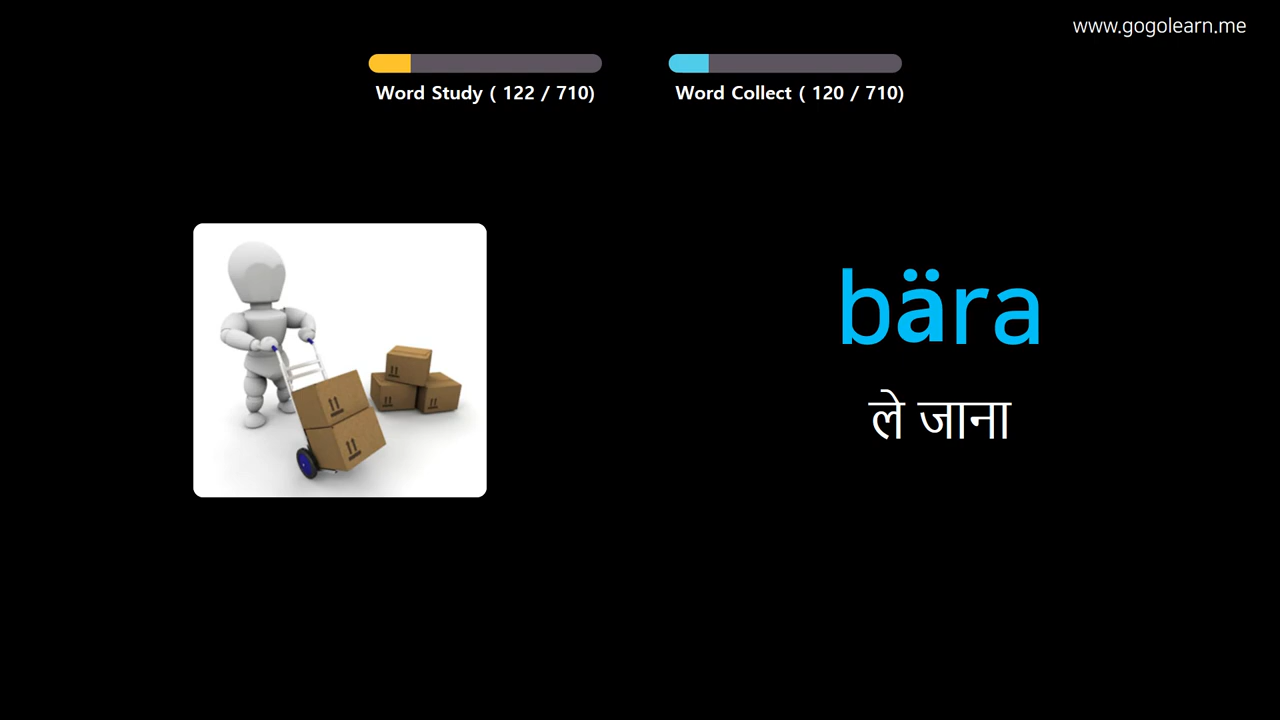 www.gogolearn.me
Word Study ( 122 / 710)
Word Collect ( 120 / 710)
bära
ले जाना